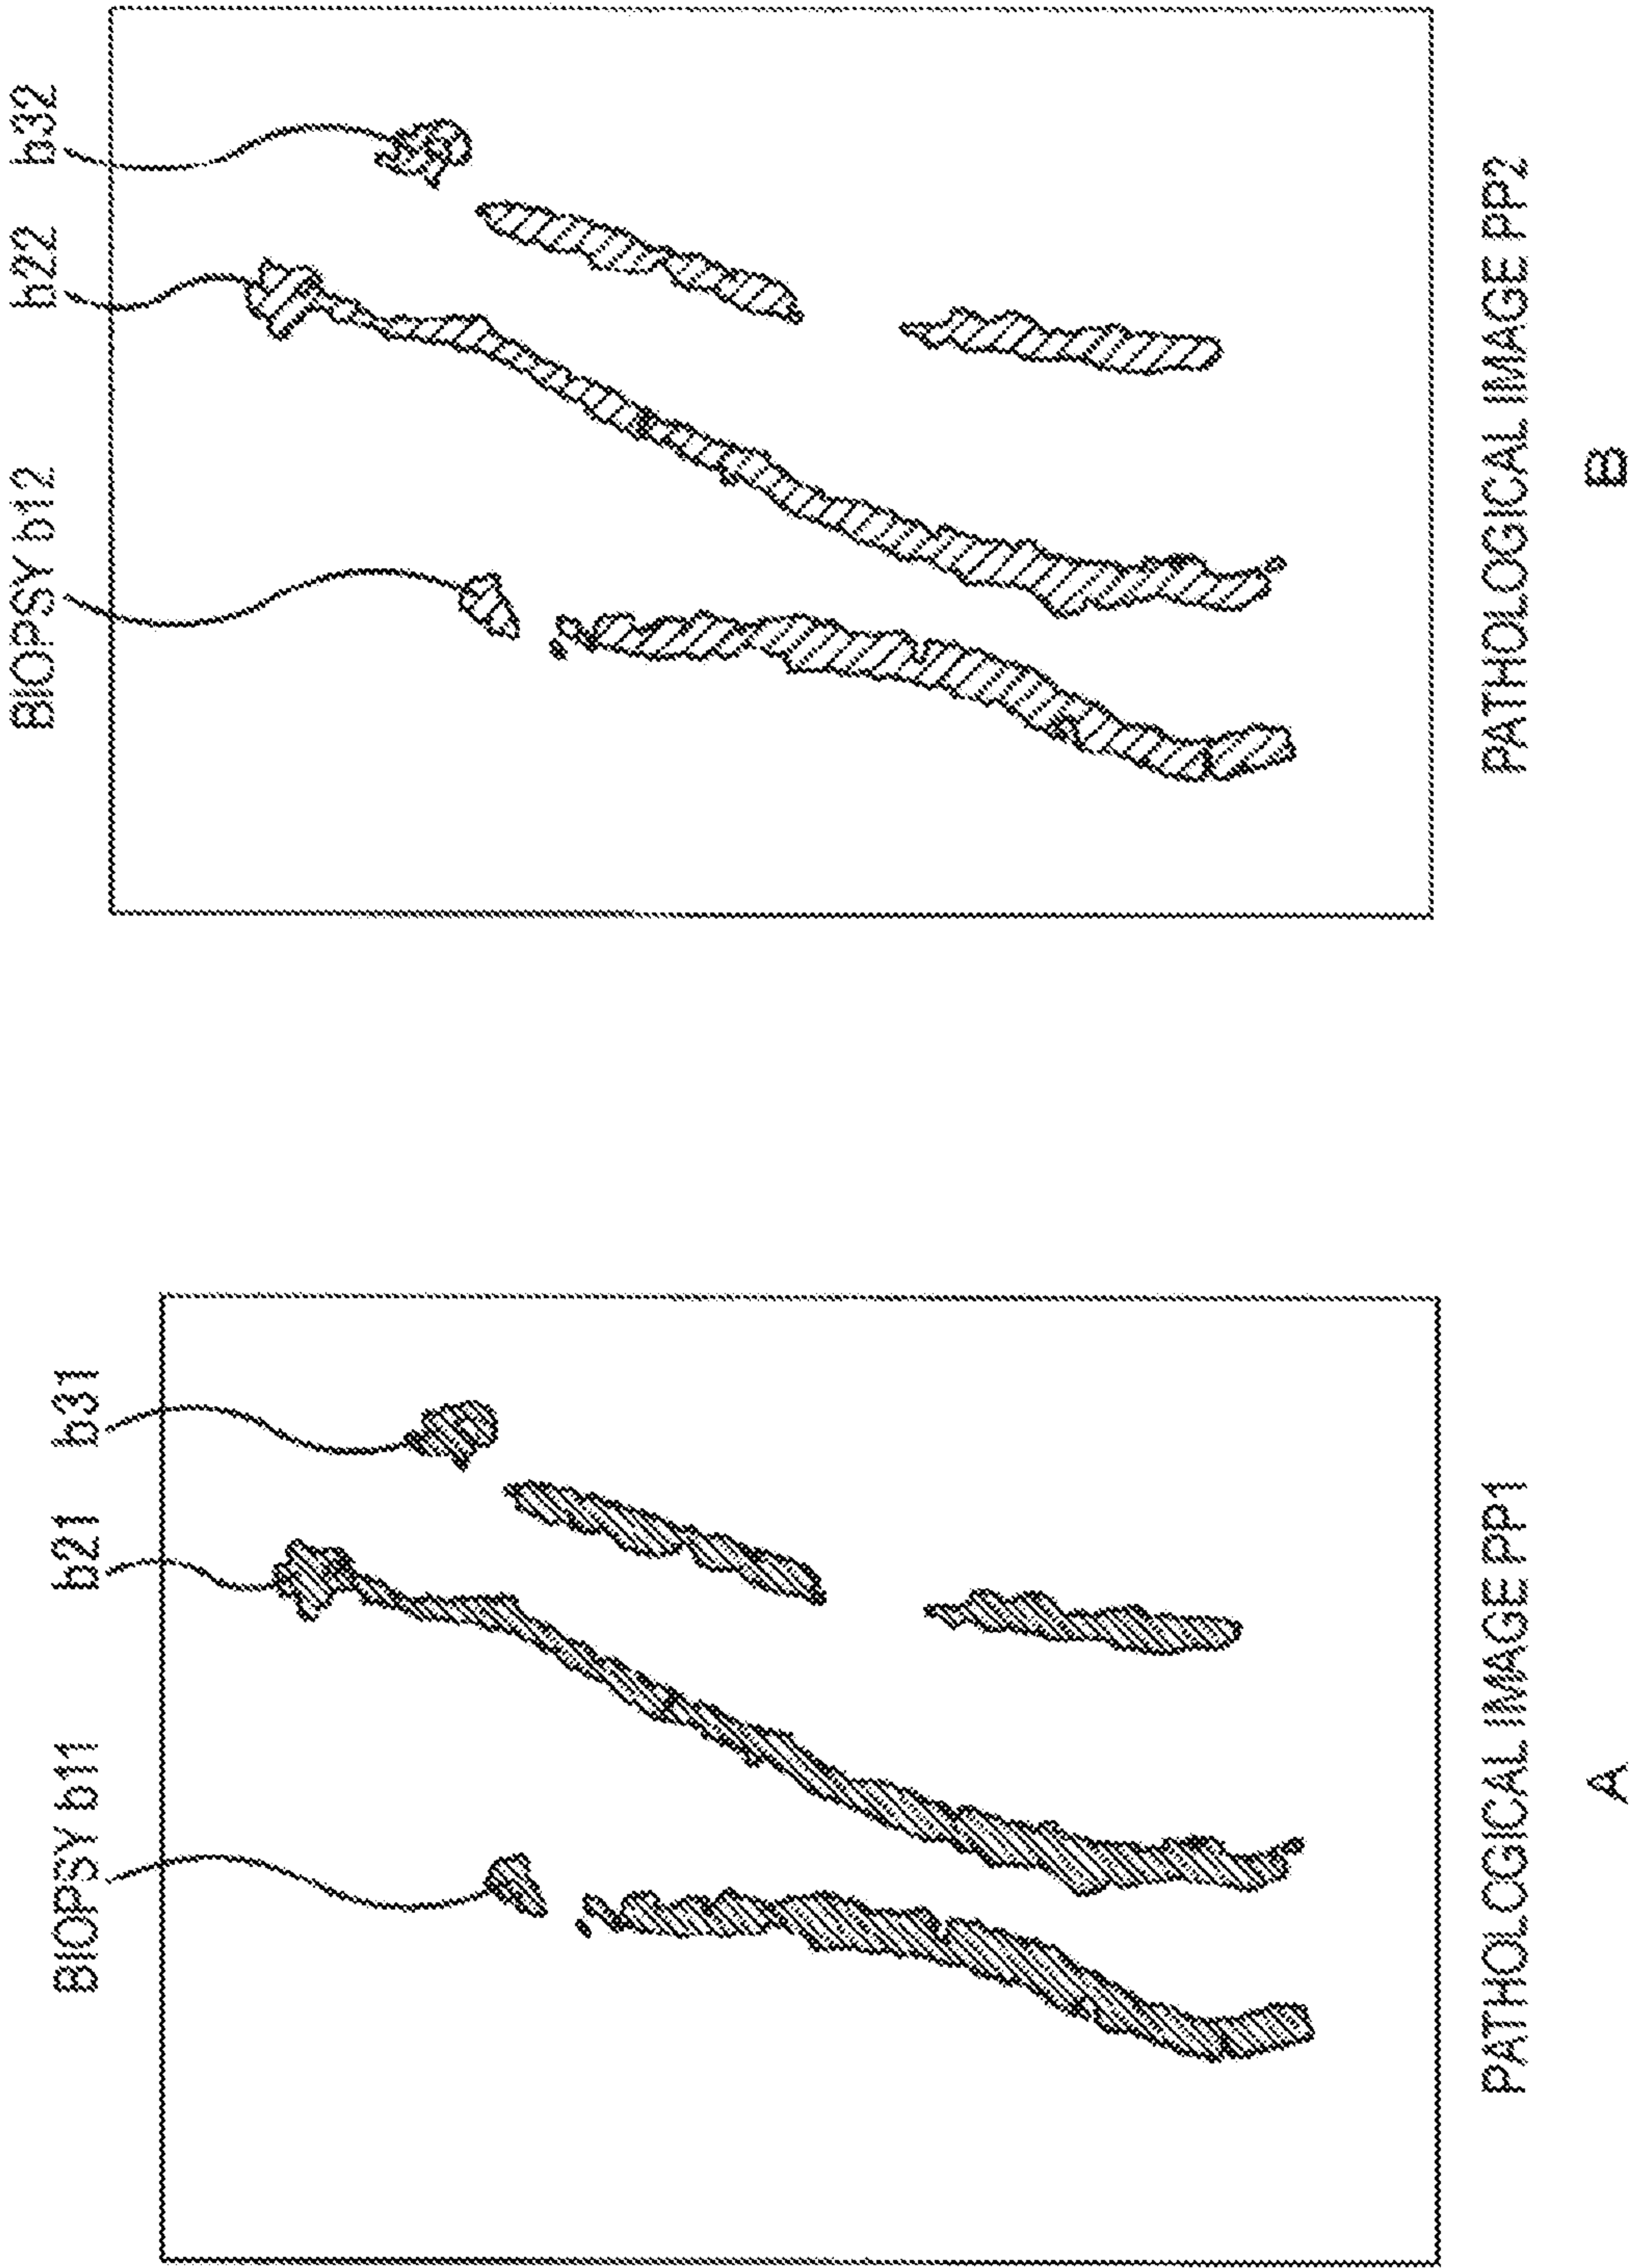 BIOPSY b11 b21 b31
PATHOLOGICAL IMAGE PP1
A
BIOPSY b12 b22 b32
PATHOLOGICAL IMAGE PP2
B